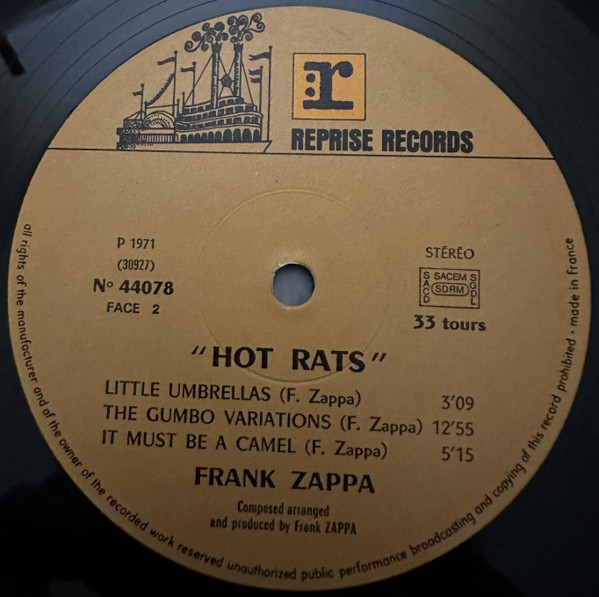 r
REPRISE RECORDS
P 1971
(30927)
Nº 44078
FACE 2
STÉRÉO
SACD SACEM SDRM SGDL
33 tours
"HOT RATS"
LITTLE UMBRELLAS (F. Zappa) 3'09
THE GUMBO VARIATIONS (F. Zappa) 12'55
IT MUST BE A CAMEL (F. Zappa) 5'15
FRANK ZAPPA
Composed arranged
and produced by Frank ZAPPA
all rights of the manufacturer and of the owner of the recorded work reserved unauthorized public performance broadcasting and copying of this record prohibited • made in France